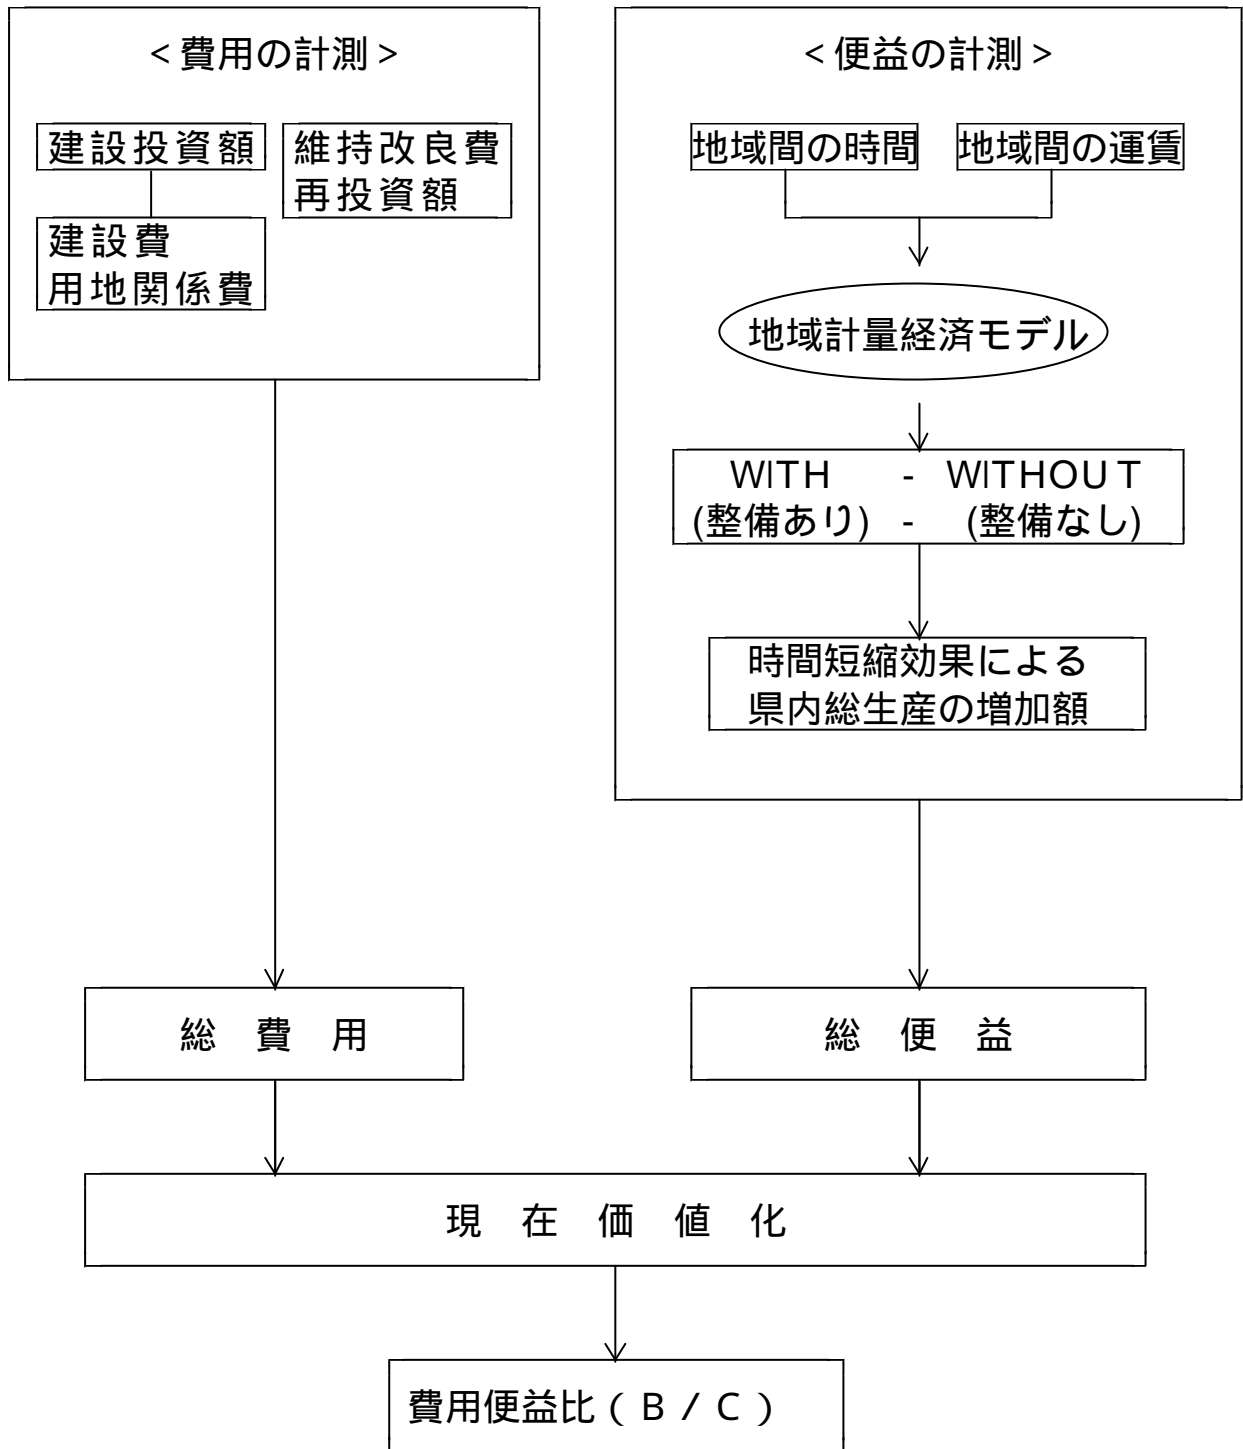 <費用の計測>
建設投資額
維持改良費
再投資額
建設費
用地関係費
<便益の計測>
地域間の時間
地域間の運賃
地域計量経済モデル
WITH - WITHOUT
(整備あり) - (整備なし)
時間短縮効果による
県内総生産の増加額
総 費 用
総 便 益
現 在 価 値 化
費用便益比(B/C)